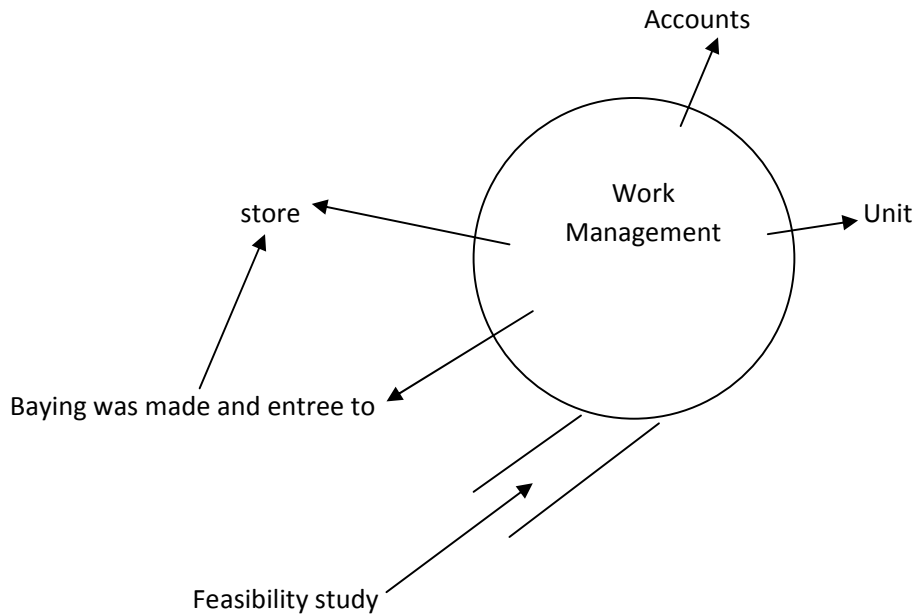 Accounts
Work
Management
Unit
store
Baying was made and entree to
Feasibility study